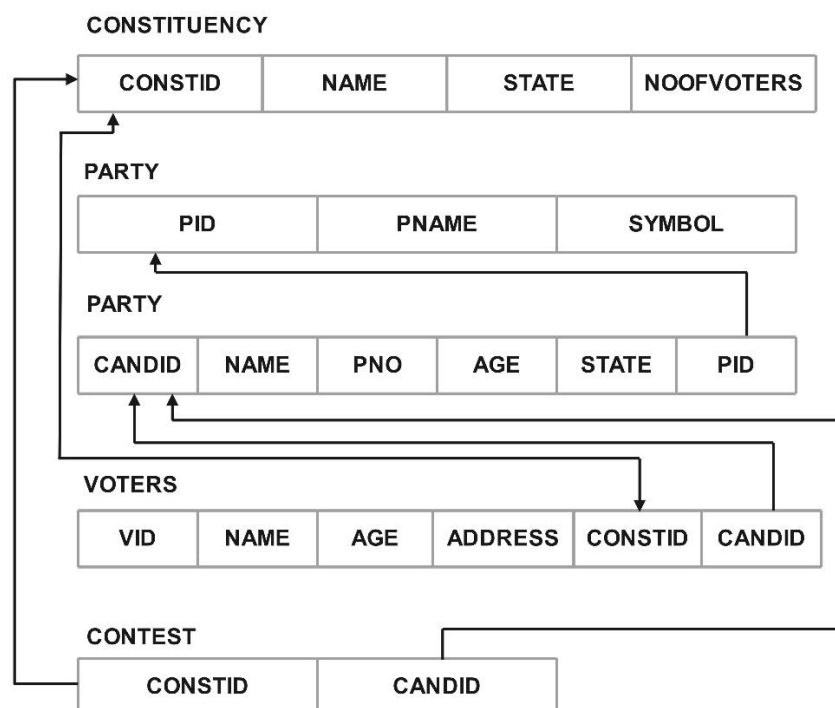 CONSTITUENCY
CONSTID NAME STATE NOOFVOTERS
PARTY
PID PNAME SYMBOL
PARTY
CANDID NAME PNO AGE STATE PID
VOTERS
VID NAME AGE ADDRESS CONSTID CANDID
CONTEST
CONSTID CANDID